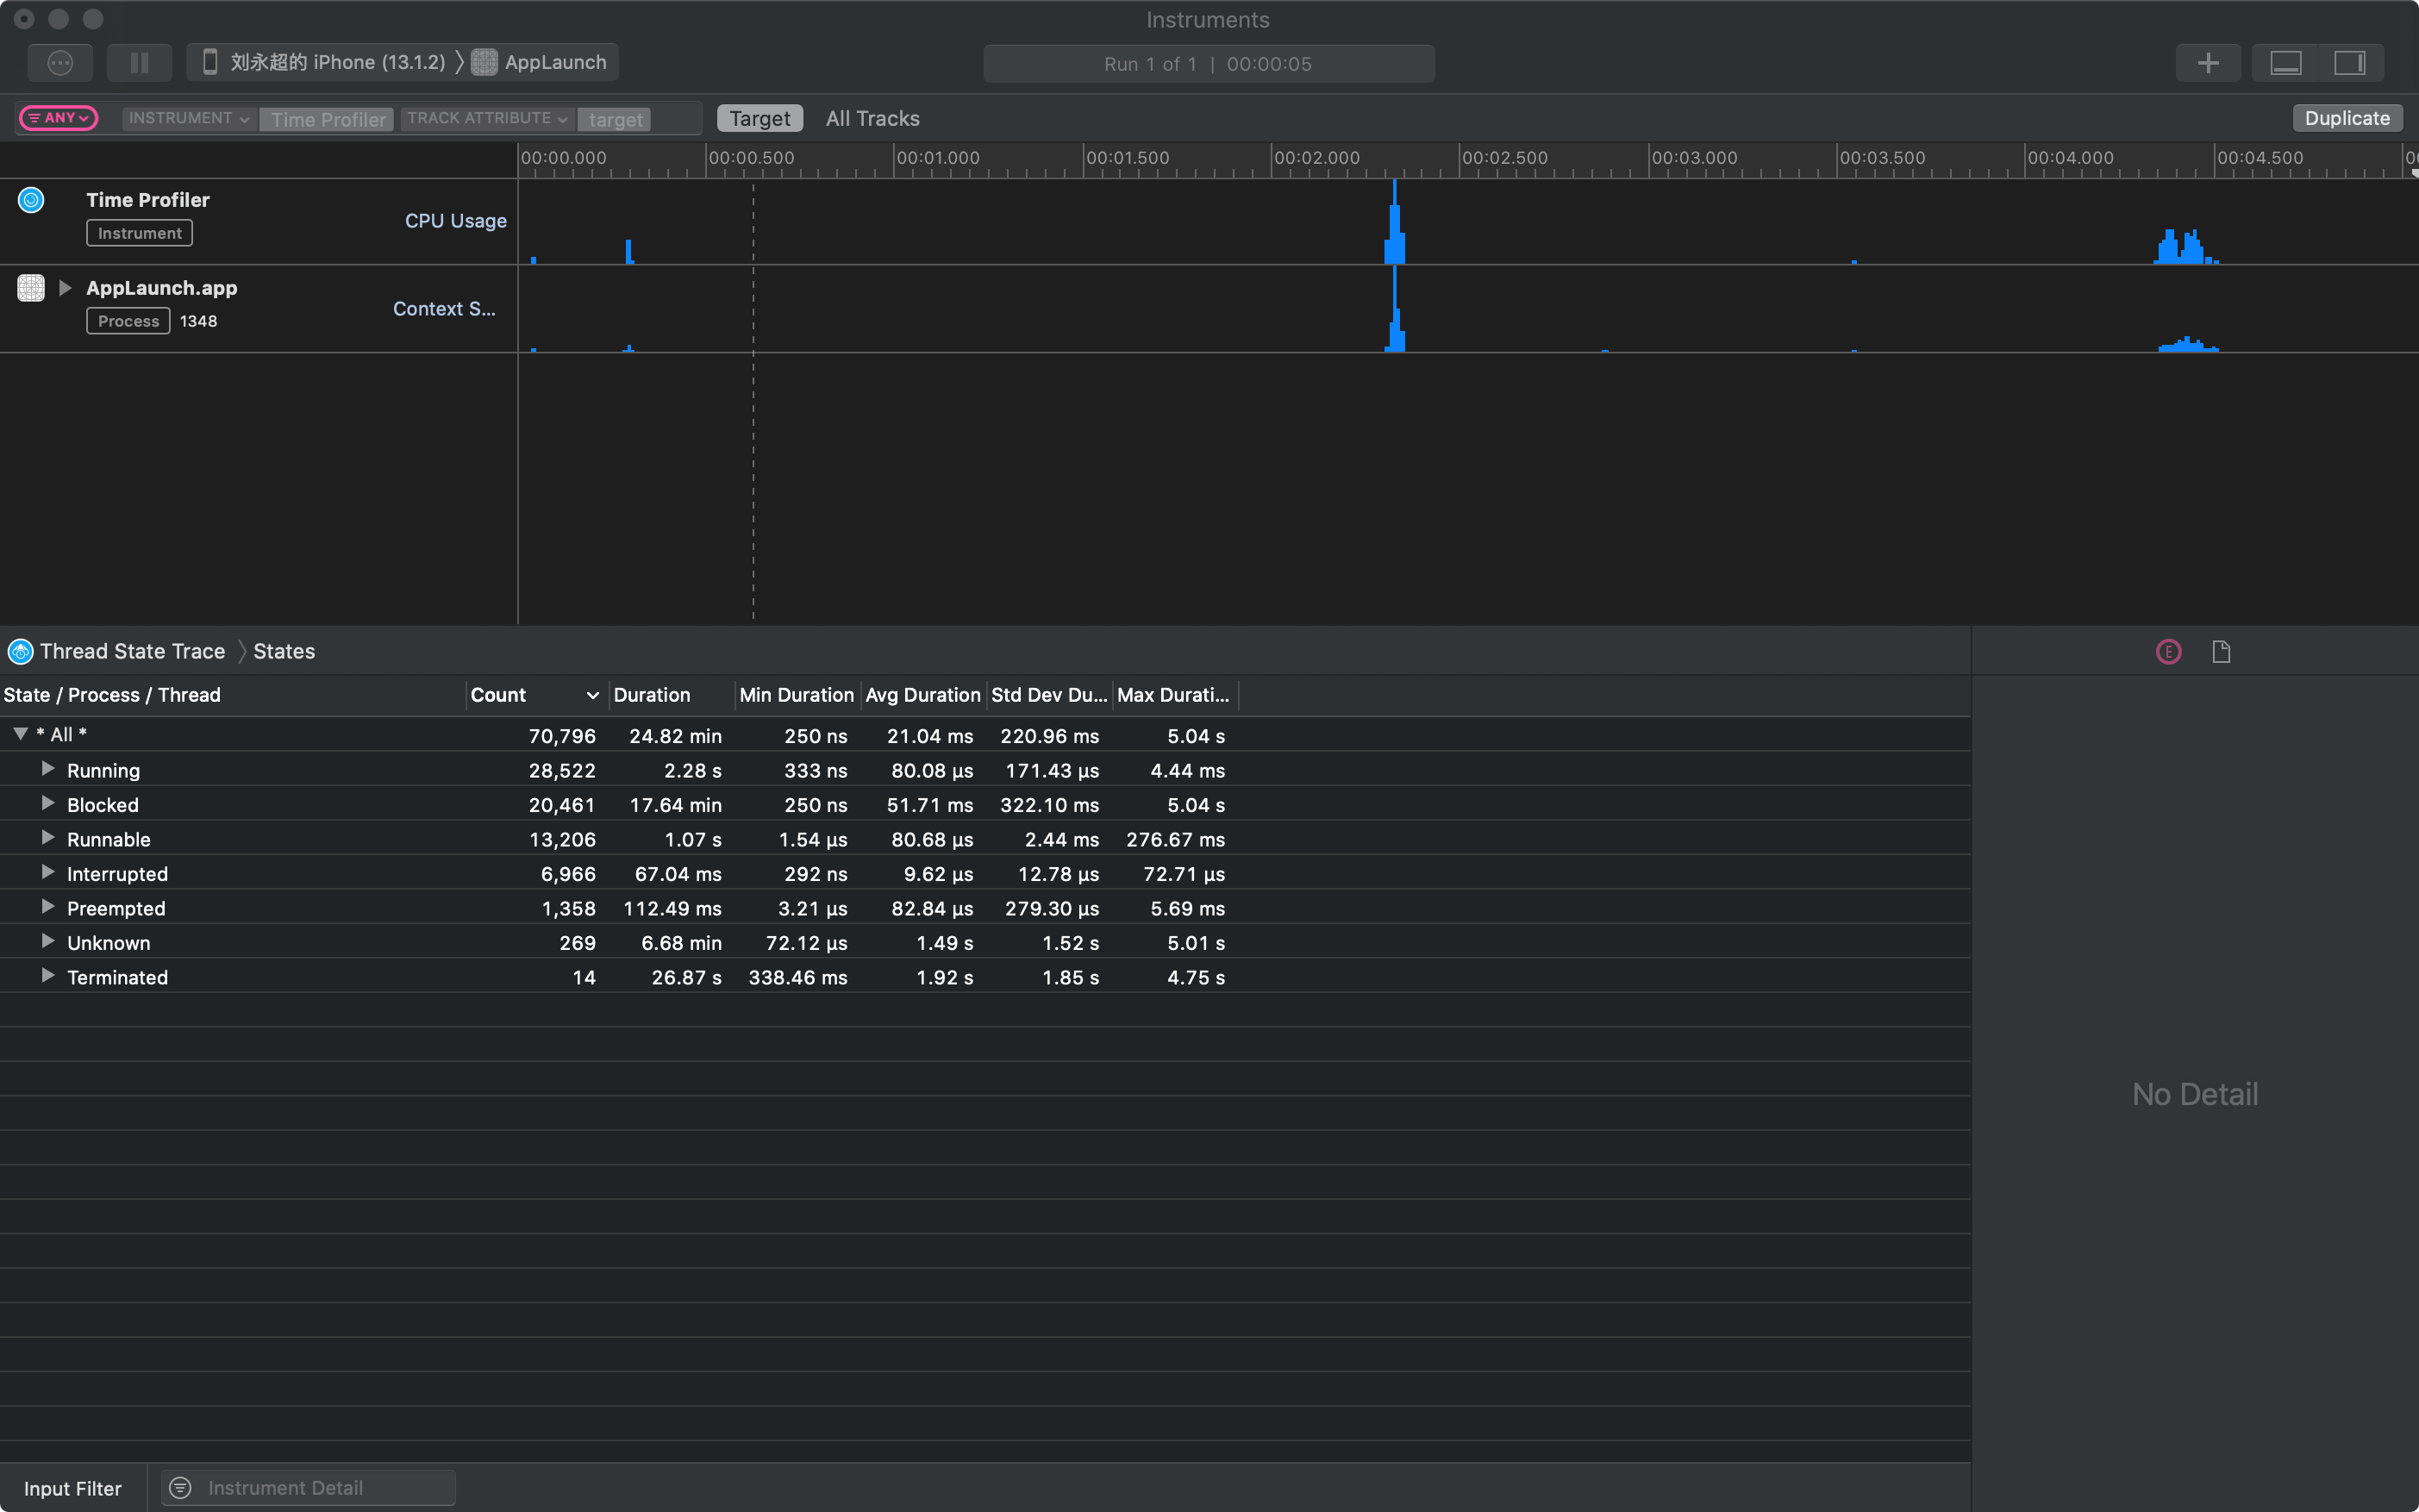 Instruments
刘永超的 iPhone (13.1.2) 〉 AppLaunch
Run 1 of 1 | 00:00:05
ANY INSTRUMENT Time Profiler TRACK ATTRIBUTE target Target All Tracks Duplicate
00:00.000 00:00.500 00:01.000 00:01.500 00:02.000 00:02.500 00:03.000 00:03.500 00:04.000 00:04.500
Time Profiler
Instrument
CPU Usage
AppLaunch.app
Process 1348
Context S...
Thread State Trace 〉 States
E
State / Process / Thread Count Duration Min Duration Avg Duration Std Dev Du... Max Durati...
* All * 70,796 24.82 min 250 ns 21.04 ms 220.96 ms 5.04 s
Running 28,522 2.28 s 333 ns 80.08 µs 171.43 µs 4.44 ms
Blocked 20,461 17.64 min 250 ns 51.71 ms 322.10 ms 5.04 s
Runnable 13,206 1.07 s 1.54 µs 80.68 µs 2.44 ms 276.67 ms
Interrupted 6,966 67.04 ms 292 ns 9.62 µs 12.78 µs 72.71 µs
Preempted 1,358 112.49 ms 3.21 µs 82.84 µs 279.30 µs 5.69 ms
Unknown 269 6.68 min 72.12 µs 1.49 s 1.52 s 5.01 s
Terminated 14 26.87 s 338.46 ms 1.92 s 1.85 s 4.75 s
No Detail
Input Filter Instrument Detail